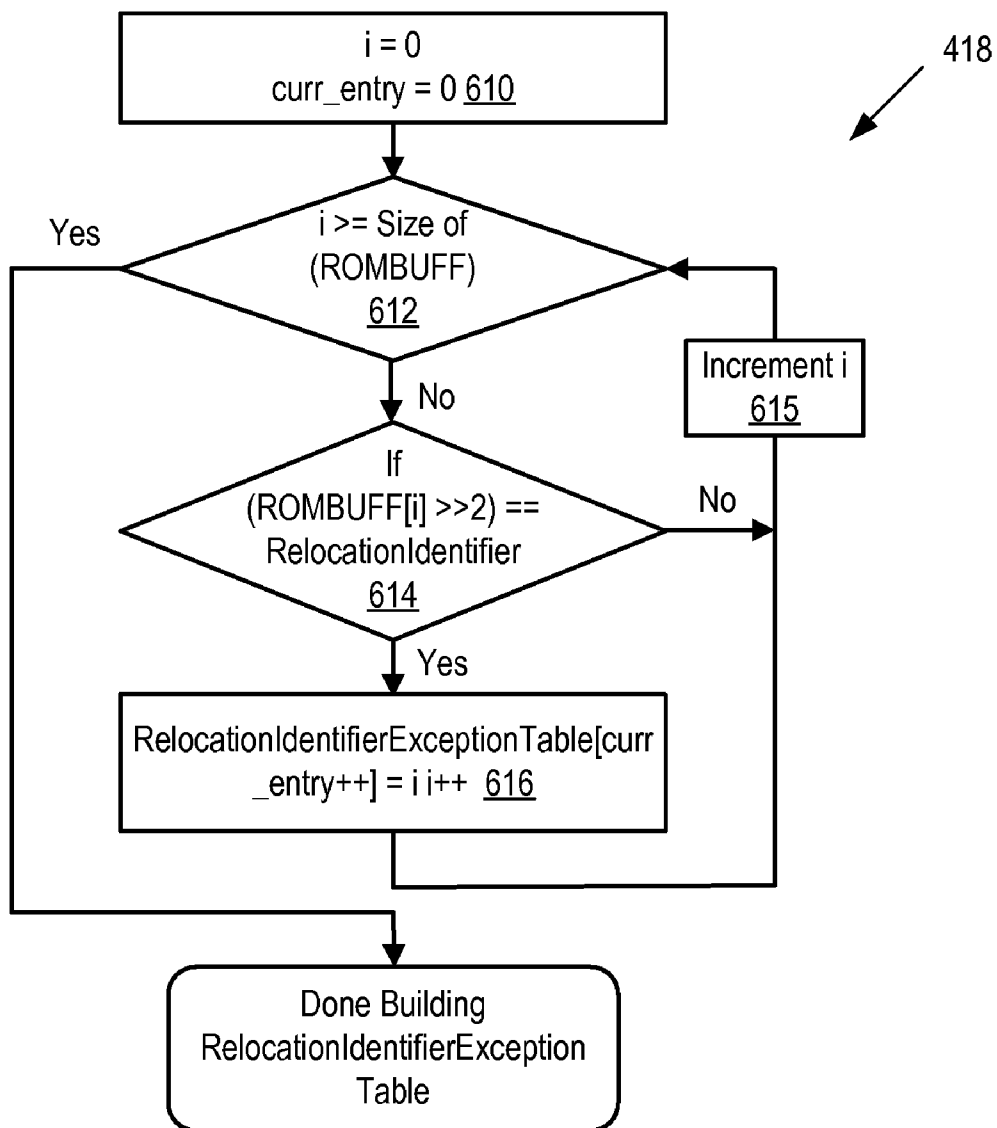 i = 0
curr_entry = 0 610
418
i >= Size of
(ROMBUFF)
612
Yes
No
Increment i
615
If
(ROMBUFF[i] >>2) ==
RelocationIdentifier
614
No
Yes
RelocationIdentifierExceptionTable[curr
_entry++] = i i++ 616
Done Building
RelocationIdentifierException
Table